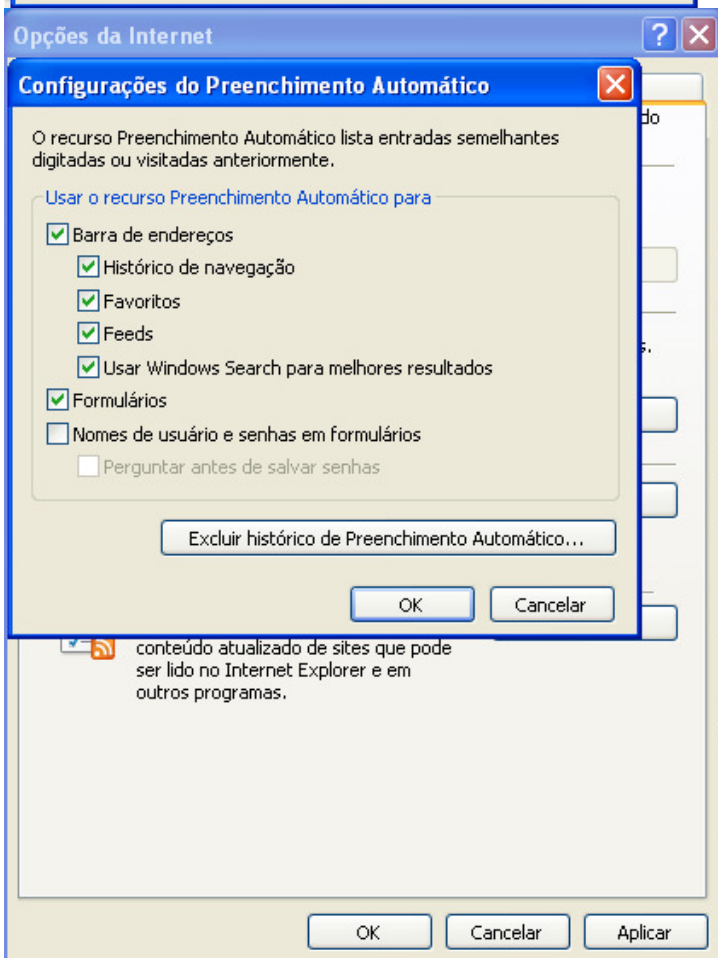 Opções da Internet
Configurações do Preenchimento Automático
do
O recurso Preenchimento Automático lista entradas semelhantes
digitadas ou visitadas anteriormente.
Usar o recurso Preenchimento Automático para
Barra de endereços
Histórico de navegação
Favoritos
Feeds
s.
Usar Windows Search para melhores resultados
Formulários
Nomes de usuário e senhas em formulários
Perguntar antes de salvar senhas
Excluir histórico de Preenchimento Automático...
OK Cancelar
conteúdo atualizado de sites que pode
ser lido no Internet Explorer e em
outros programas.
OK Cancelar Aplicar